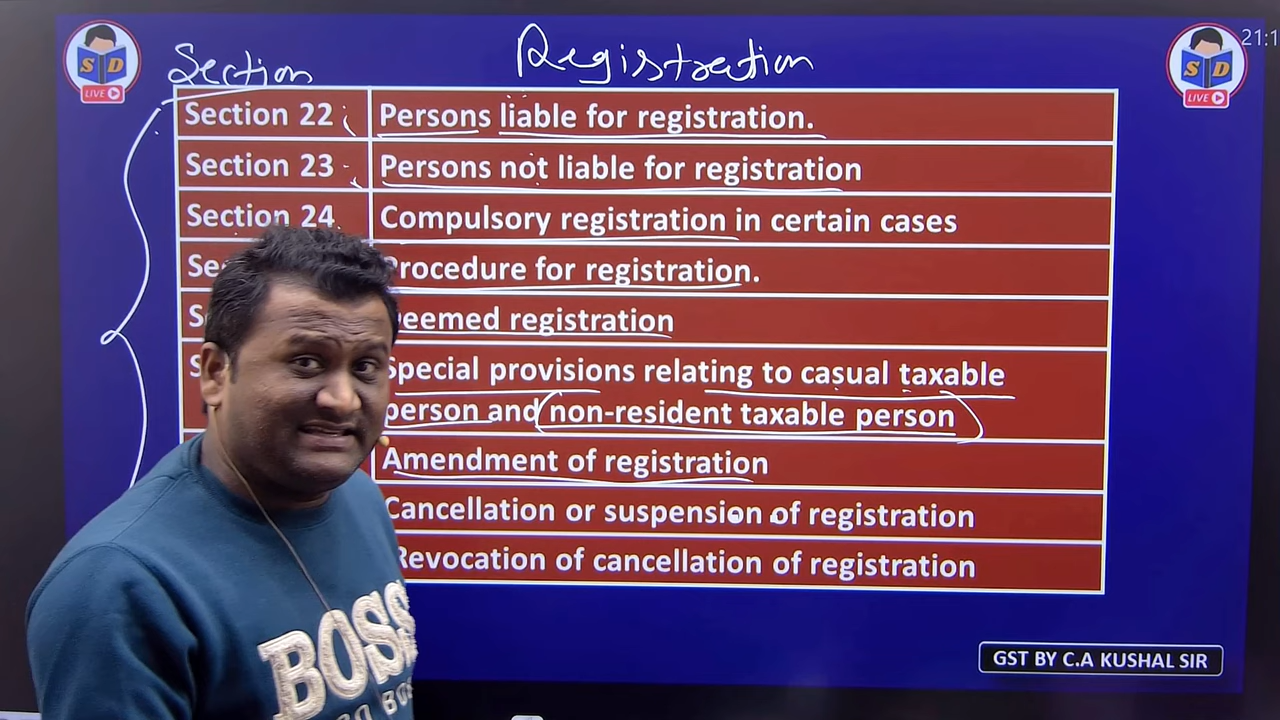 21:1
S D
LIVE
S D
LIVE
Section
Registration
Section 22
Persons liable for registration.
Section 23
Persons not liable for registration
Section 24
Compulsory registration in certain cases
Procedure for registration.
Deemed registration
Special provisions relating to casual taxable
person and non-resident taxable person
Amendment of registration
Cancellation or suspension of registration
Revocation of cancellation of registration
BOSS
GST BY C.A KUSHAL SIR